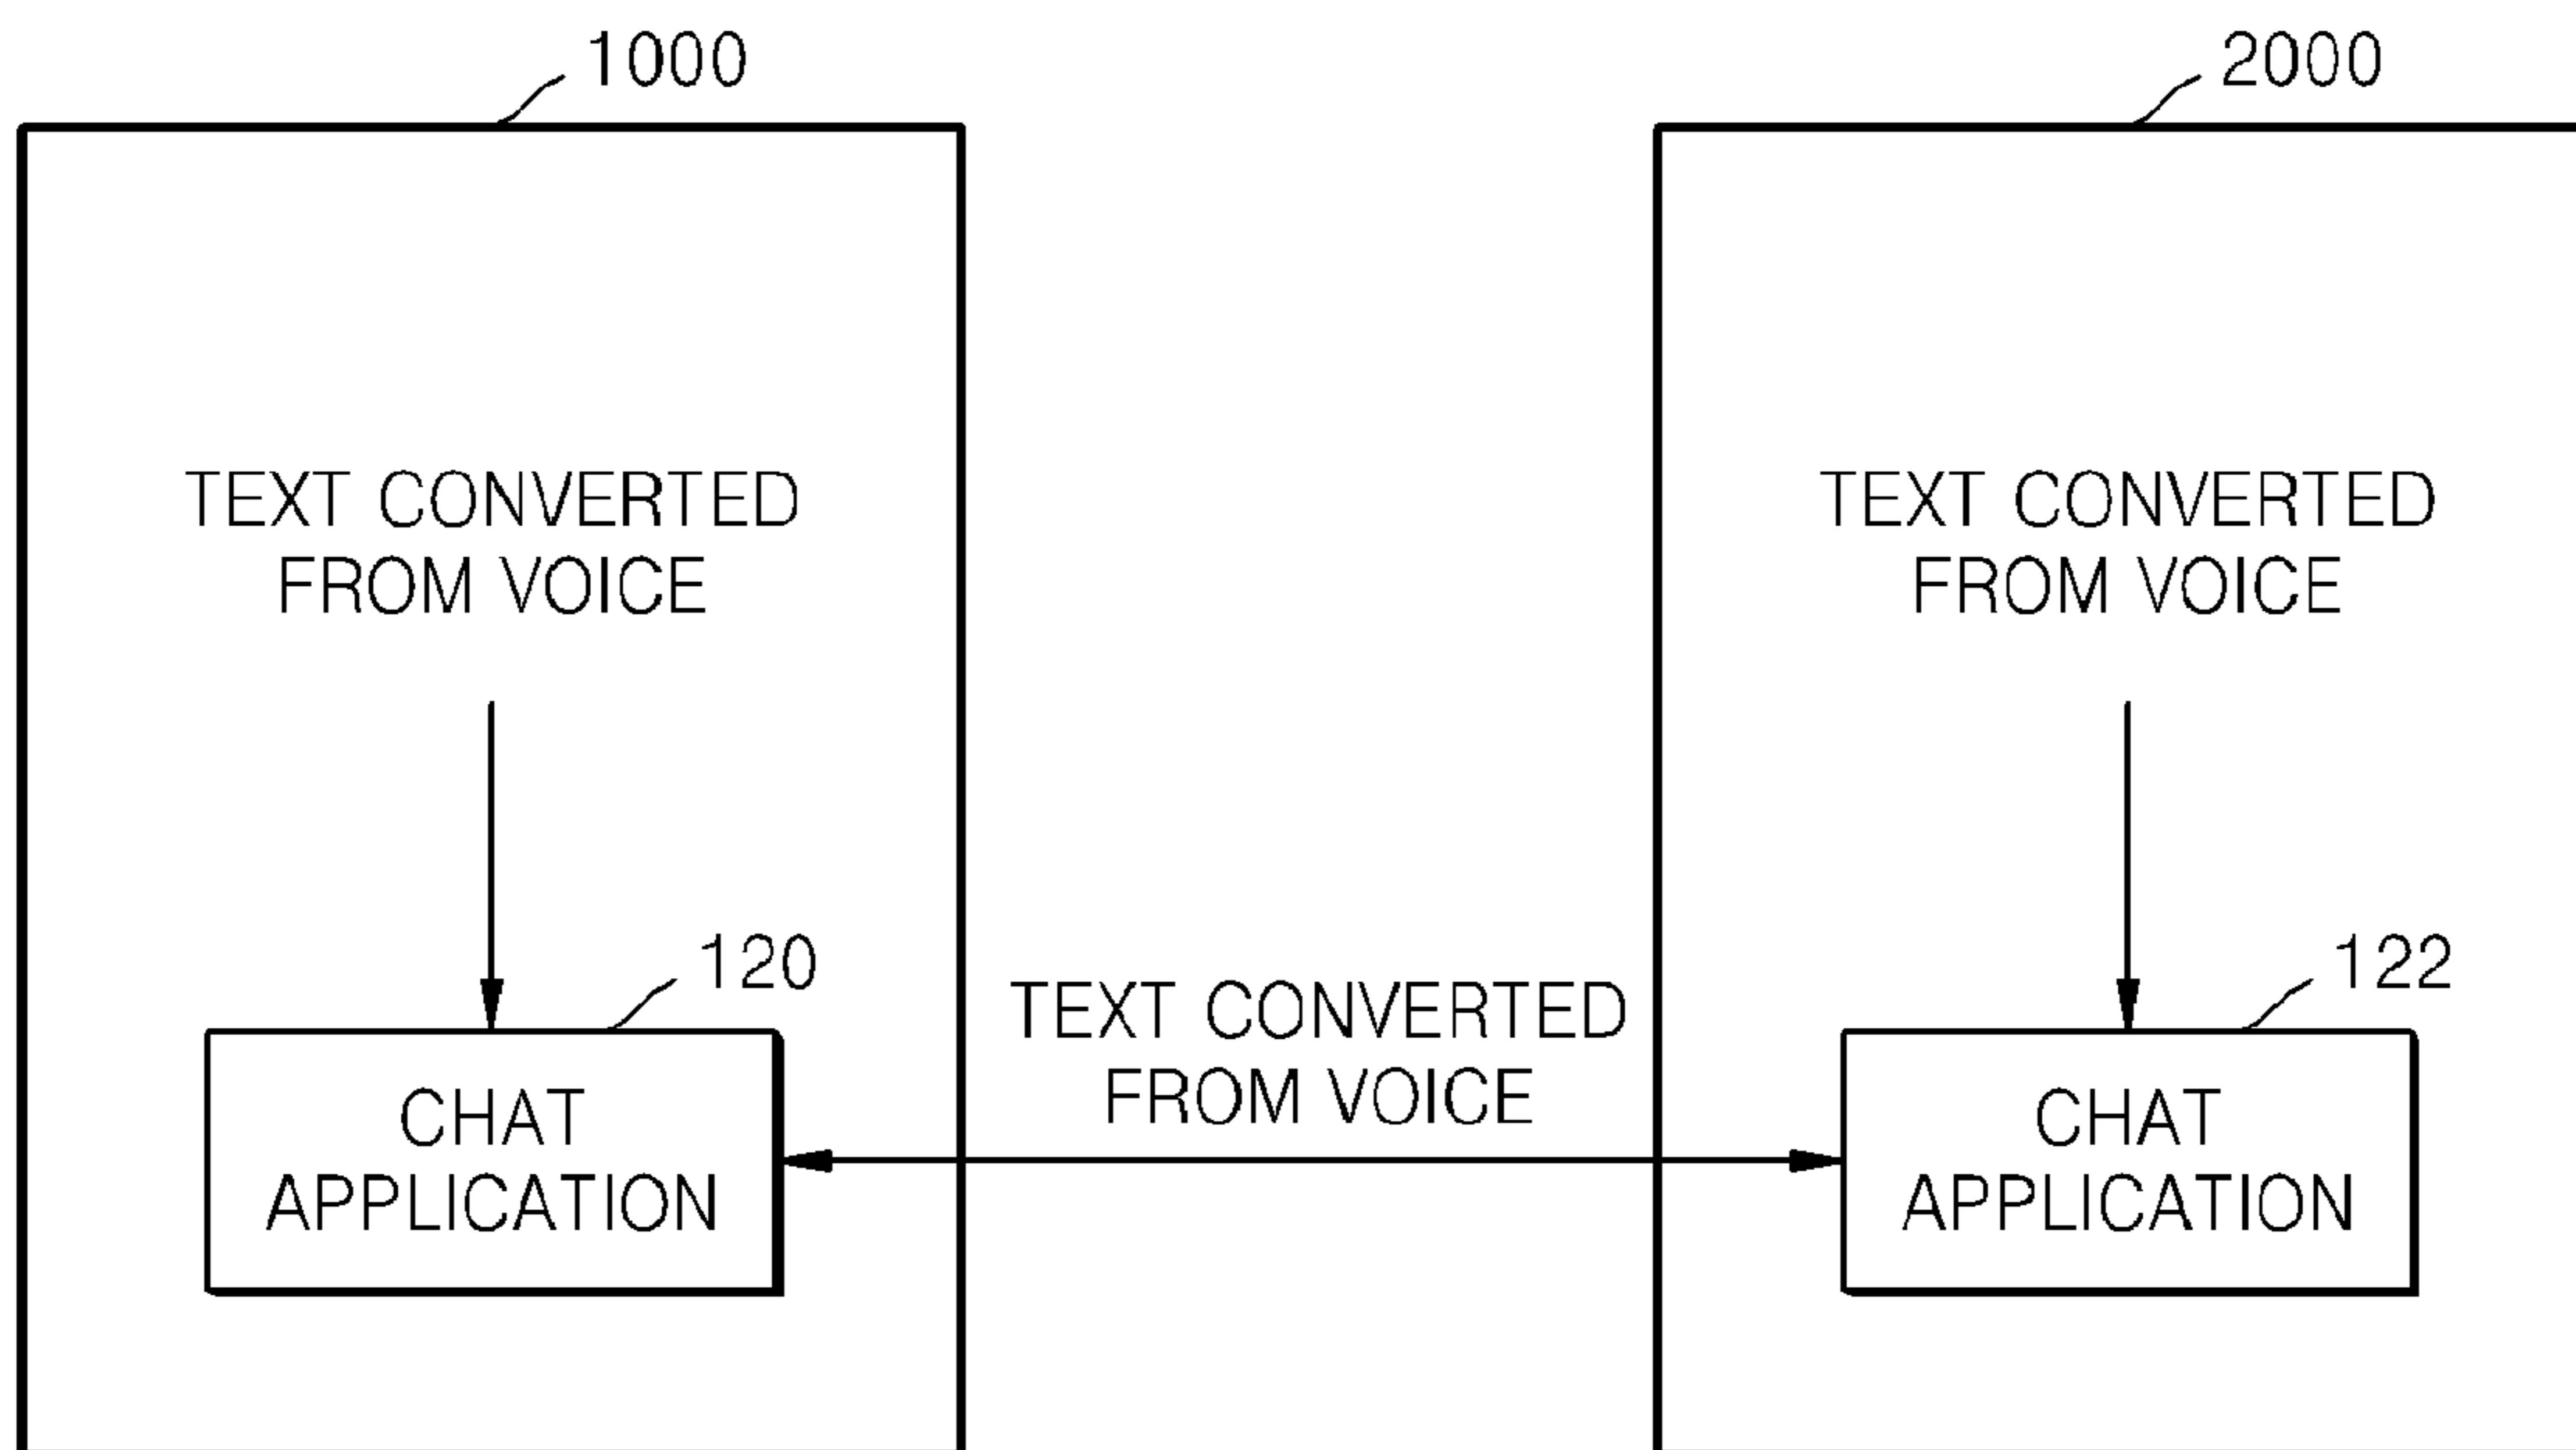 1000
2000
TEXT CONVERTED
FROM VOICE
TEXT CONVERTED
FROM VOICE
120
122
TEXT CONVERTED
FROM VOICE
CHAT
APPLICATION
CHAT
APPLICATION